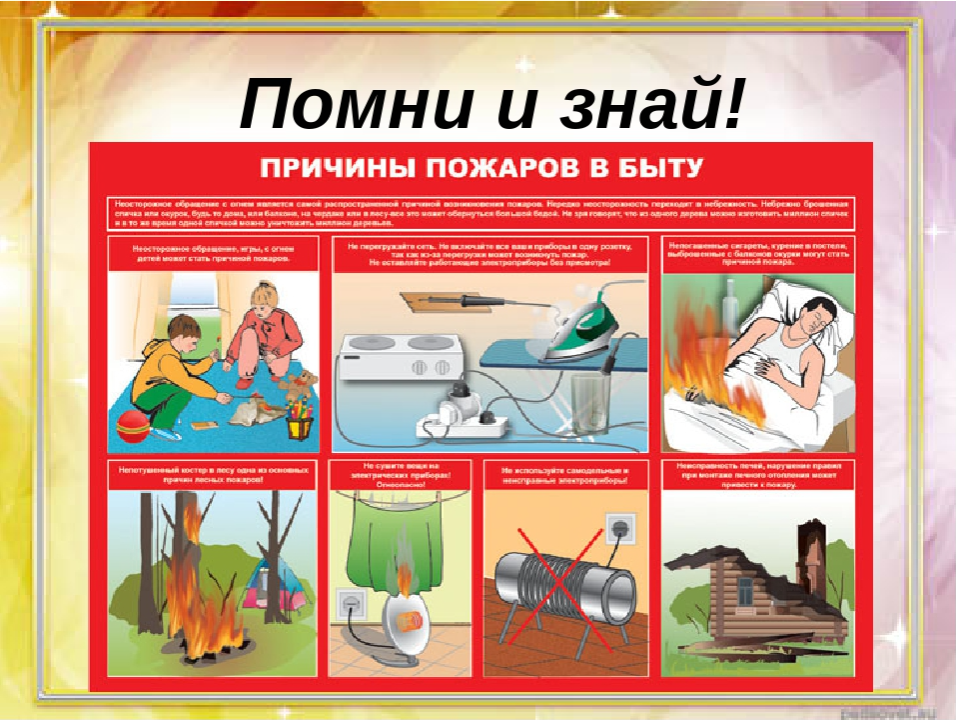 Помни и знай!
ПРИЧИНЫ ПОЖАРОВ В БЫТУ
Неосторожное обращение с огнем является самой распространенной причиной возникновения пожаров. Нередко неосторожность переходит в небрежность. Небрежно брошенная
спичка или окурок, будь то дома, или балконе, на чердаке или в лесу-все это может обернуться большой бедой. Не зря говорят, что из одного дерева можно изготовить миллион спичек
и в то же время одной спичкой можно уничтожить миллион деревьев.
Неосторожное обращение, игры, с огнем
детей может стать причиной пожаров.
Не перегружайте сеть. Не включайте все ваши приборы в одну розетку,
так как из-за перегрузки может возникнуть пожар.
Не оставляйте работающие электроприборы без присмотра!
Непогашенные сигареты, курение в постели,
выброшенные с балконов окурки могут стать
причиной пожара.
Непотушенный костер в лесу одна из основных
причин лесных пожаров!
Не сушите вещи на
электрических приборах!
Огнеопасно!
Не используйте самодельные и
неисправные электроприборы!
Неисправность печей, нарушение правил
при монтаже печного отопления может
привести к пожару.
pedsovet.su